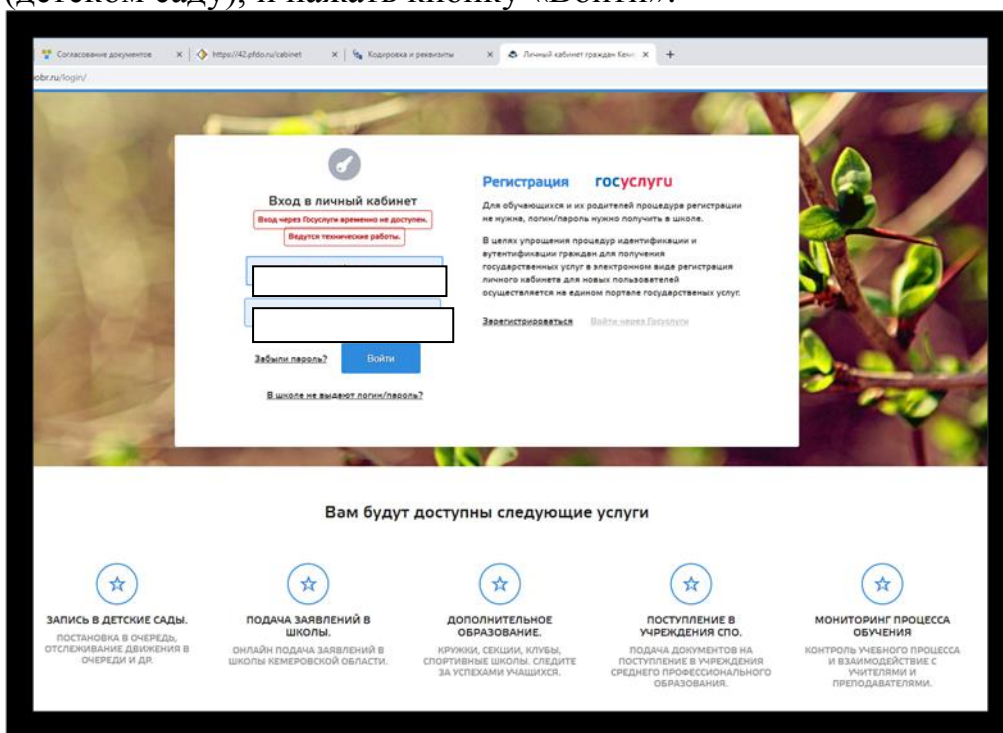 (детском саду), и нажать кнопку «Войти».
Согласование документов
https://42.pfdo.ru/cabinet
Кодировка и реквизиты
Личный кабинет граждан Кем
obr.ru/login/
Вход в личный кабинет
Вход через Госуслуги временно не доступен.
Ведутся технические работы.
Забыли пароль?
Войти
В школе не выдают логин/пароль?
Регистрация
госуслуги
Для обучающихся и их родителей процедура регистрации
не нужна, логин/пароль нужно получить в школе.
В целях упрощения процедур идентификации и
аутентификации граждан для получения
государственных услуг в электронном виде регистрация
личного кабинета для новых пользователей
осуществляется на едином портале государственых услуг.
Зарегистрироваться
Войти через Госуслуги
Вам будут доступны следующие услуги
ЗАПИСЬ В ДЕТСКИЕ САДЫ.
ПОСТАНОВКА В ОЧЕРЕДЬ,
ОТСЛЕЖИВАНИЕ ДВИЖЕНИЯ В
ОЧЕРЕДИ И ДР.
ПОДАЧА ЗАЯВЛЕНИЙ В
ШКОЛЫ.
ОНЛАЙН ПОДАЧА ЗАЯВЛЕНИЙ В
ШКОЛЫ КЕМЕРОВСКОЙ ОБЛАСТИ.
ДОПОЛНИТЕЛЬНОЕ
ОБРАЗОВАНИЕ.
КРУЖКИ, СЕКЦИИ, КЛУБЫ,
СПОРТИВНЫЕ ШКОЛЫ. СЛЕДИТЕ
ЗА УСПЕХАМИ УЧАЩИХСЯ.
ПОСТУПЛЕНИЕ В
УЧРЕЖДЕНИЯ СПО.
ПОДАЧА ДОКУМЕНТОВ НА
ПОСТУПЛЕНИЕ В УЧРЕЖДЕНИЯ
СРЕДНЕГО ПРОФЕССИОНАЛЬНОГО
ОБРАЗОВАНИЯ.
МОНИТОРИНГ ПРОЦЕССА
ОБУЧЕНИЯ
КОНТРОЛЬ УЧЕБНОГО ПРОЦЕССА
И ВЗАИМОДЕЙСТВИЕ С
УЧИТЕЛЯМИ И
ПРЕПОДАВАТЕЛЯМИ.